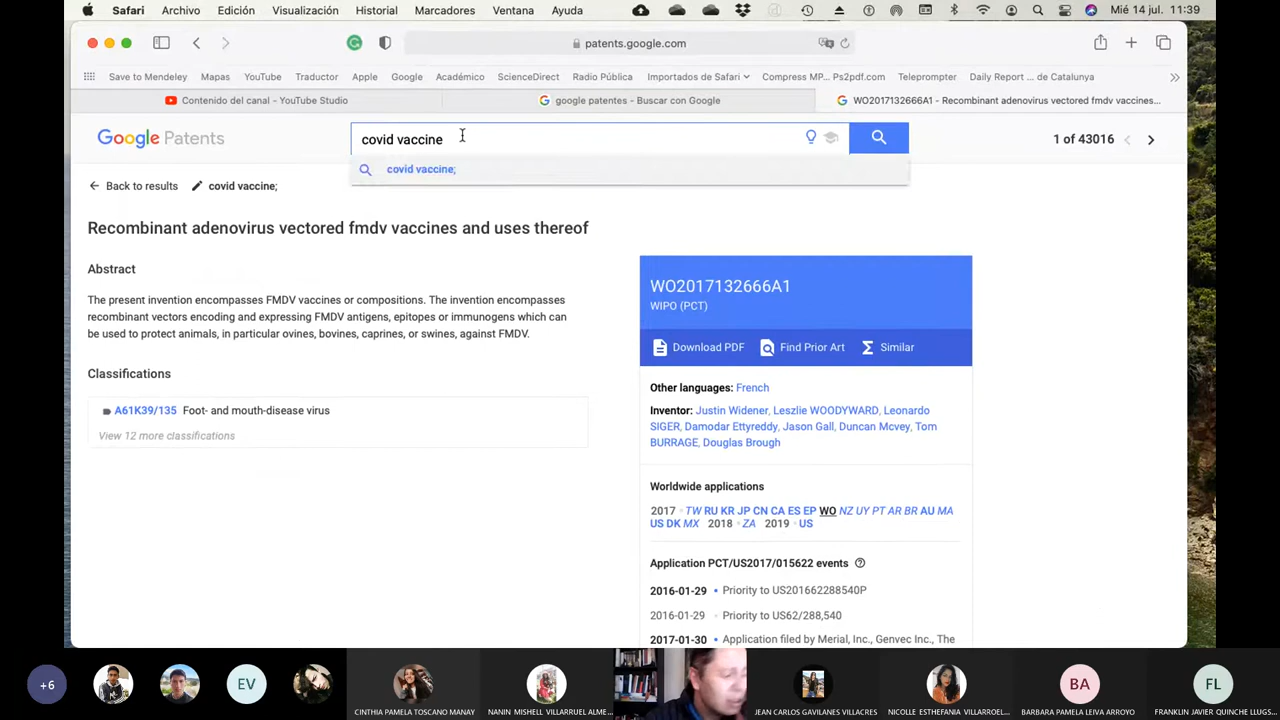 Safari Archivo Edición Visualización Historial Marcadores Ventana Ayuda Mié 14 jul. 11:39
patents.google.com
Save to Mendeley Mapas YouTube Traductor Apple Google Académico ScienceDirect Radio Pública Importados de Safari Compress MP... Ps2pdf.com Teleprompter Daily Report ... de Catalunya
Contenido del canal - YouTube Studio google patentes - Buscar con Google WO2017132666A1 - Recombinant adenovirus vectored fmdv vaccines...
Google Patents covid vaccine 1 of 43016
covid vaccine;
Back to results covid vaccine;
Recombinant adenovirus vectored fmdv vaccines and uses thereof
Abstract
The present invention encompasses FMDV vaccines or compositions. The invention encompasses
recombinant vectors encoding and expressing FMDV antigens, epitopes or immunogens which can
be used to protect animals, in particular ovines, bovines, caprines, or swines, against FMDV.
Classifications
A61K39/135 Foot- and mouth-disease virus
View 12 more classifications
WO2017132666A1
WIPO (PCT)
Download PDF Find Prior Art Similar
Other languages: French
Inventor: Justin Widener, Leszlie WOODYWARD, Leonardo
SIGER, Damodar Ettyreddy, Jason Gall, Duncan Mcvey, Tom
BURRAGE, Douglas Brough
Worldwide applications
2017 TW RU KR JP CN CA ES EP WO NZ UY PT AR BR AU MA
US DK MX 2018 ZA 2019 US
Application PCT/US2017/015622 events
2016-01-29 Priority to US201662288540P
2016-01-29 Priority to US62/288,540
2017-01-30 Application filed by Merial, Inc., Genvec Inc., The
+6 EV BA FL
CINTHIA PAMELA TOSCANO MANAY NANIN MISHELL VILLARRUEL ALME... JEAN CARLOS GAVILANES VILLACRES NICOLLE ESTHEFANIA VILLARROEL... BARBARA PAMELA LEIVA ARROYO FRANKLIN JAVIER QUINCHE LLUGS...